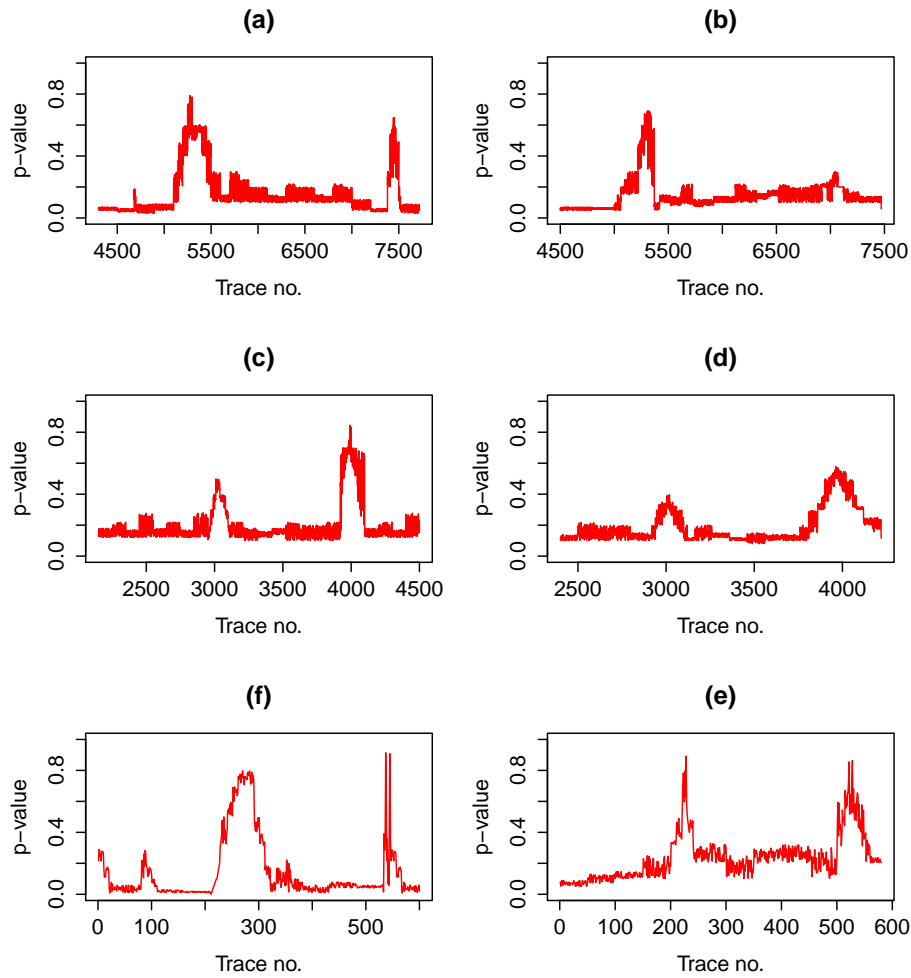 (a)
p−value
0.0 0.4 0.8
4500 5500 6500 7500
Trace no.
(b)
p−value
0.0 0.4 0.8
4500 5500 6500 7500
Trace no.
(c)
p−value
0.0 0.4 0.8
2500 3000 3500 4000 4500
Trace no.
(d)
p−value
0.0 0.4 0.8
2500 3000 3500 4000
Trace no.
(f)
p−value
0.0 0.4 0.8
0 100 300 500
Trace no.
(e)
p−value
0.0 0.4 0.8
0 100 200 300 400 500 600
Trace no.